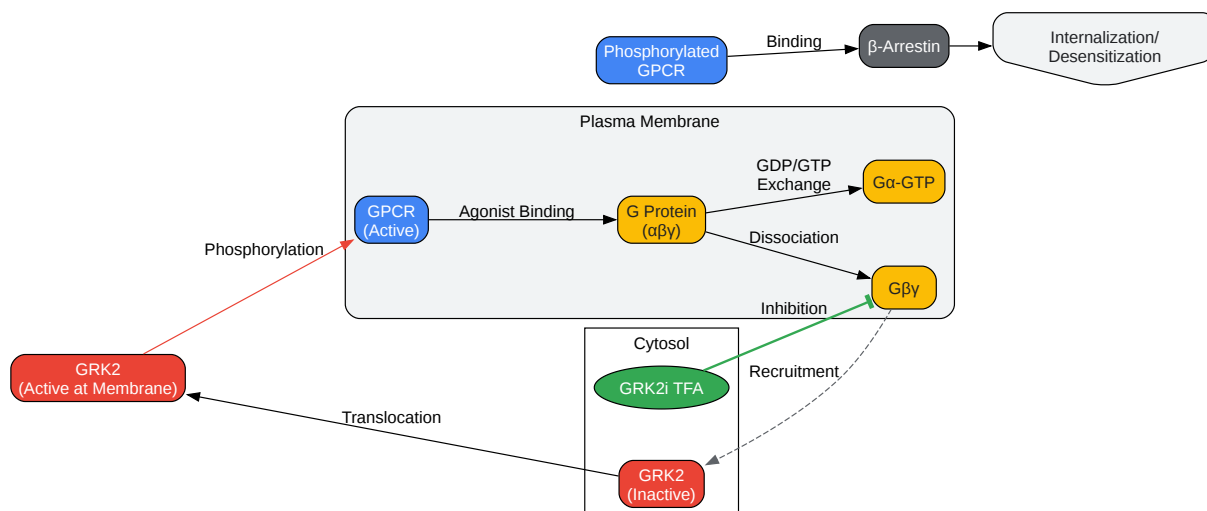 Phosphorylated
GPCR
Binding
β-Arrestin
Internalization/
Desensitization
Plasma Membrane
GPCR
(Active)
Agonist Binding
G Protein
(αβγ)
GDP/GTP
Exchange
Gα-GTP
Dissociation
Gβγ
Phosphorylation
Inhibition
Cytosol
GRK2i TFA
Recruitment
GRK2
(Active at Membrane)
Translocation
GRK2
(Inactive)